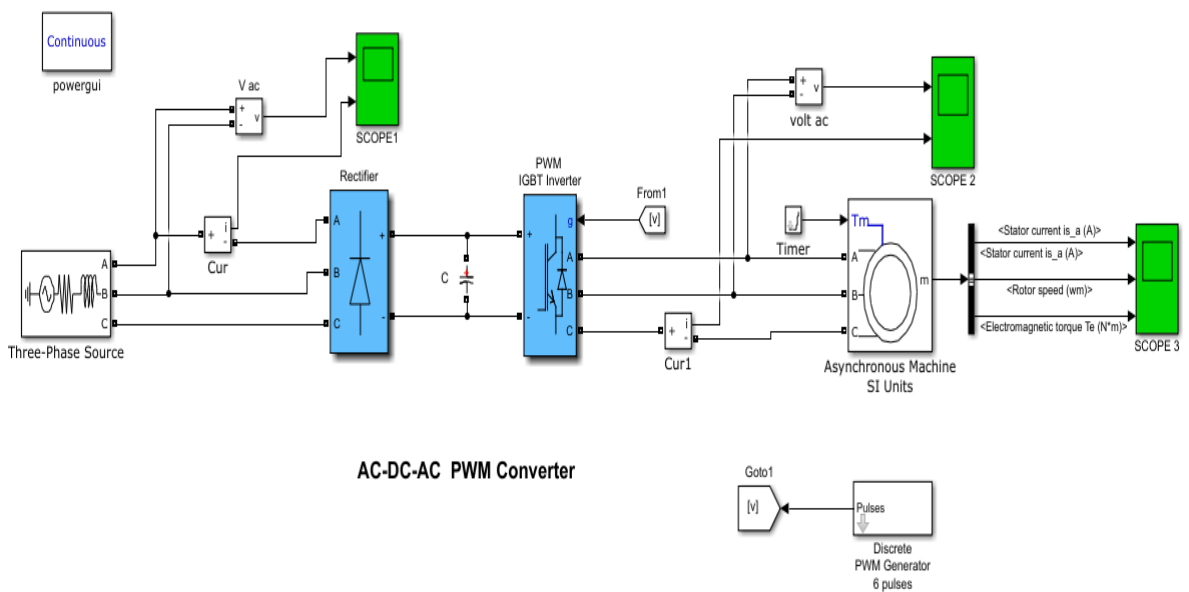 Continuous
powergui
V ac
+
-
v
SCOPE1
Rectifier
A
B
C
+
-
Cur
+
i
-
A
B
C
Three-Phase Source
C
+
PWM
IGBT Inverter
+
-
g
A
B
C
From1
[v]
+
-
v
volt ac
SCOPE 2
Timer
Tm
A
B
C
m
Cur1
+
i
-
Asynchronous Machine
SI Units
<Stator current is_a (A)>
<Stator current is_a (A)>
<Rotor speed (wm)>
<Electromagnetic torque Te (N*m)>
SCOPE 3
AC-DC-AC PWM Converter
Goto1
[v]
Pulses
Discrete
PWM Generator
6 pulses